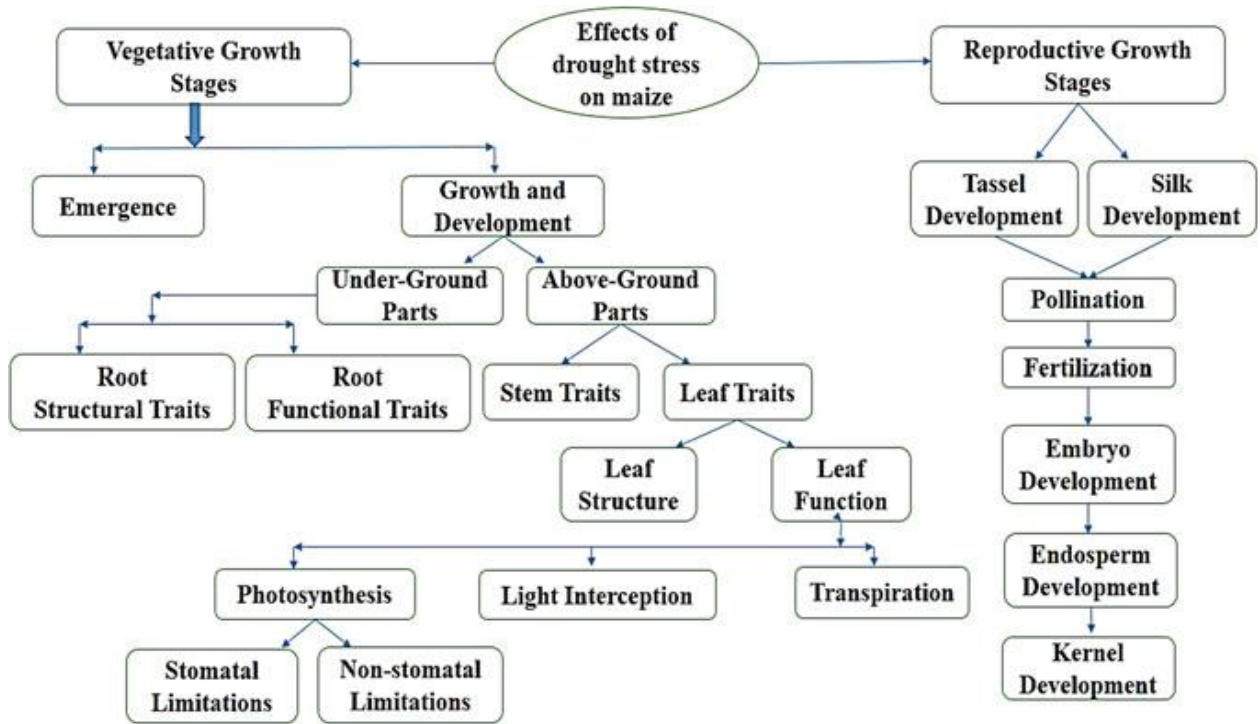 Effects of
drought stress
on maize
Vegetative Growth
Stages
Reproductive Growth
Stages
Emergence
Growth and
Development
Tassel
Development
Silk
Development
Under-Ground
Parts
Above-Ground
Parts
Pollination
Root
Structural Traits
Root
Functional Traits
Stem Traits
Leaf Traits
Fertilization
Leaf
Structure
Leaf
Function
Embryo
Development
Photosynthesis
Light Interception
Transpiration
Endosperm
Development
Stomatal
Limitations
Non-stomatal
Limitations
Kernel
Development